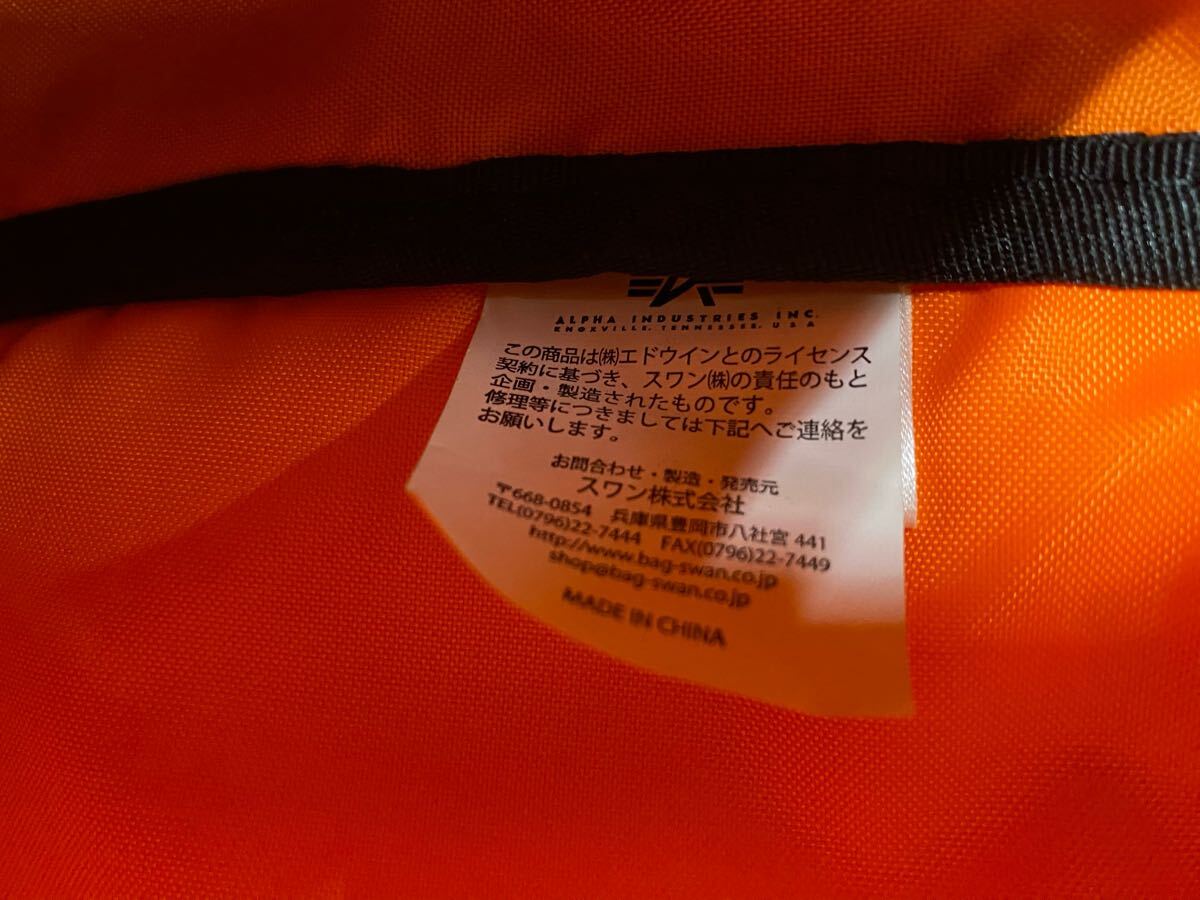 ALPHA INDUSTRIES INC.
KNOXVILLE, TENNESSEE, U.S.A
この商品は㈱エドウインとのライセンス
契約に基づき、スワン㈱の責任のもと
企画・製造されたものです。
修理等につきましては下記へご連絡を
お願いします。
お問合わせ・製造・発売元
スワン株式会社
〒668-0854 兵庫県豊岡市八社宮 441
TEL(0796)22-7444 FAX(0796)22-7449
http://www.bag-swan.co.jp
shop@bag-swan.co.jp
MADE IN CHINA